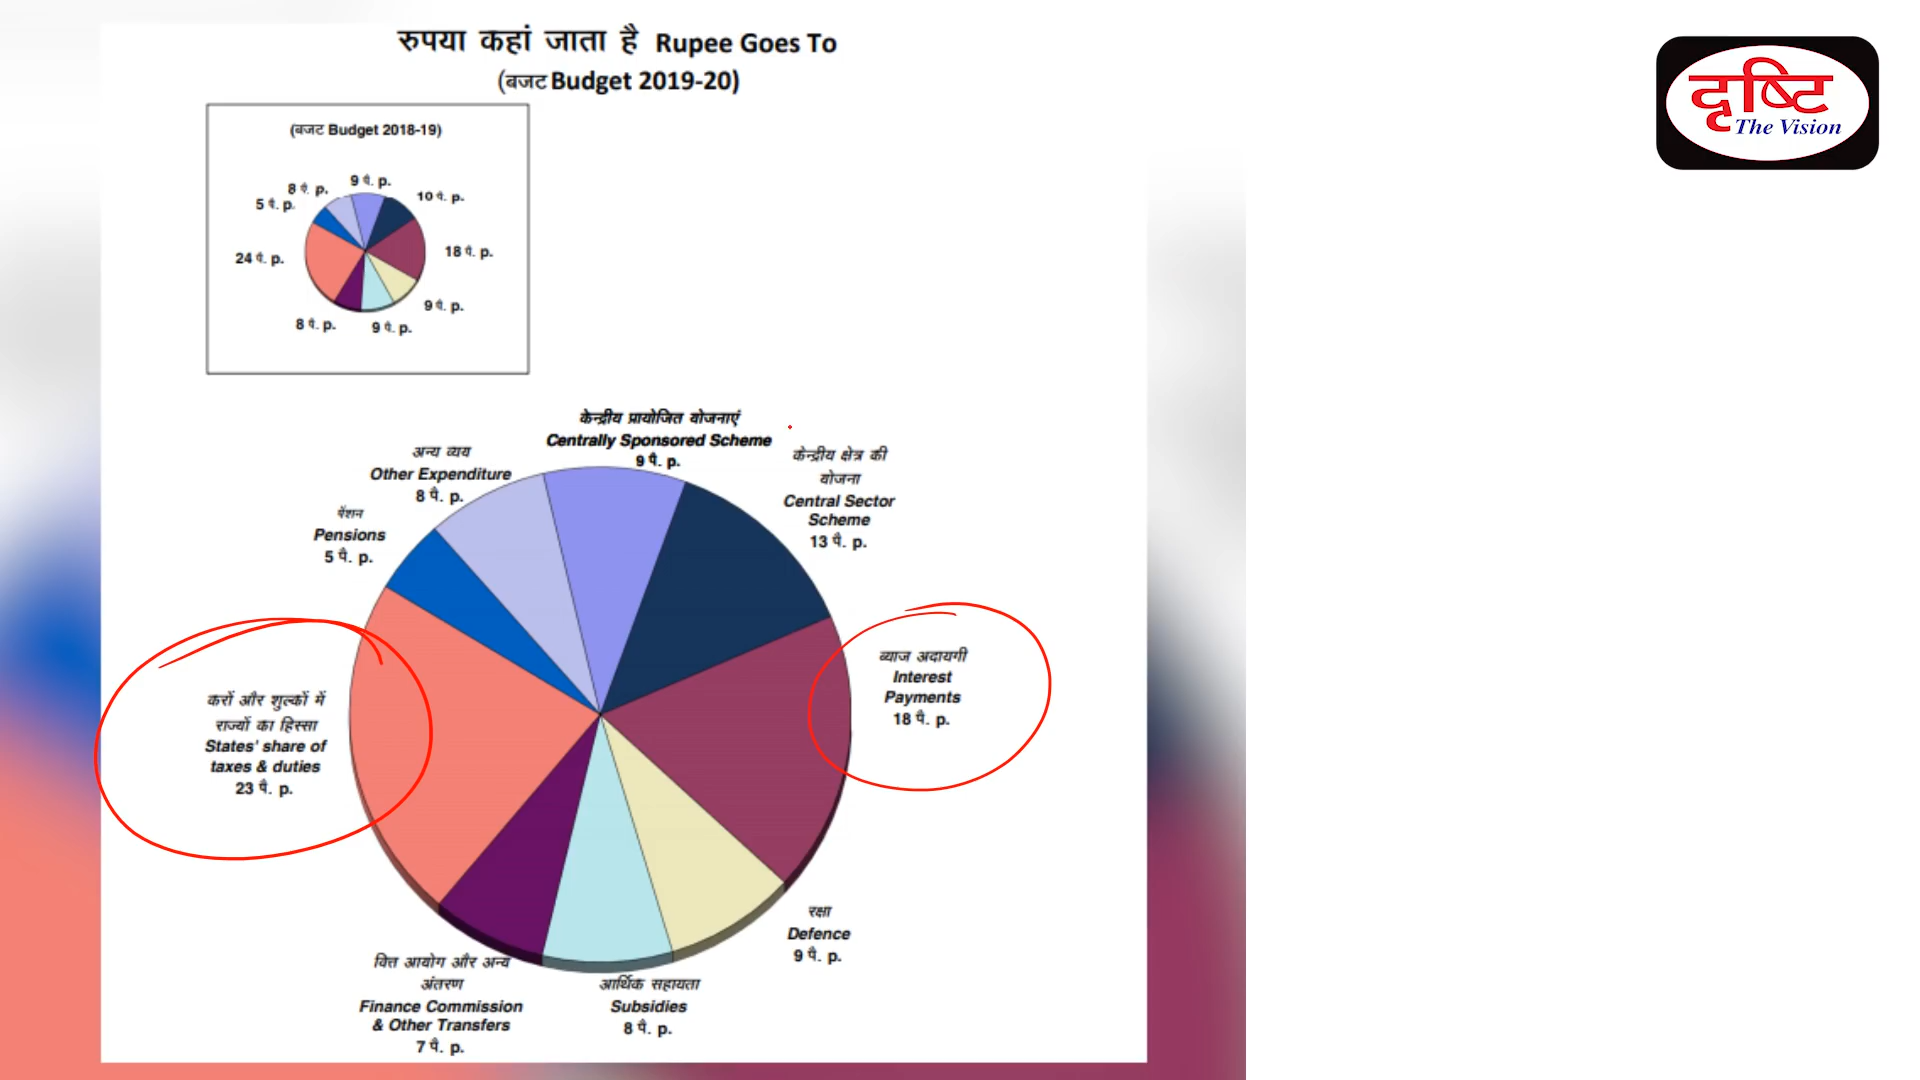 रुपया कहां जाता है Rupee Goes To
(बजट Budget 2019-20)
(बजट Budget 2018-19)
9 पै. p.
8 पै. p.
10 पै. p.
5 पै. p.
18 पै. p.
24 पै. p.
9 पै. p.
8 पै. p.
9 पै. p.
केन्द्रीय प्रायोजित योजनाएं
Centrally Sponsored Scheme
9 पै. p.
अन्य व्यय
Other Expenditure
8 पै. p.
केन्द्रीय क्षेत्र की
योजना
Central Sector
Scheme
13 पै. p.
पेंशन
Pensions
5 पै. p.
ब्याज अदायगी
Interest
Payments
18 पै. p.
करों और शुल्कों में
राज्यों का हिस्सा
States' share of
taxes & duties
23 पै. p.
रक्षा
Defence
9 पै. p.
वित्त आयोग और अन्य
अंतरण
Finance Commission
& Other Transfers
7 पै. p.
आर्थिक सहायता
Subsidies
8 पै. p.
दृष्टि
The Vision